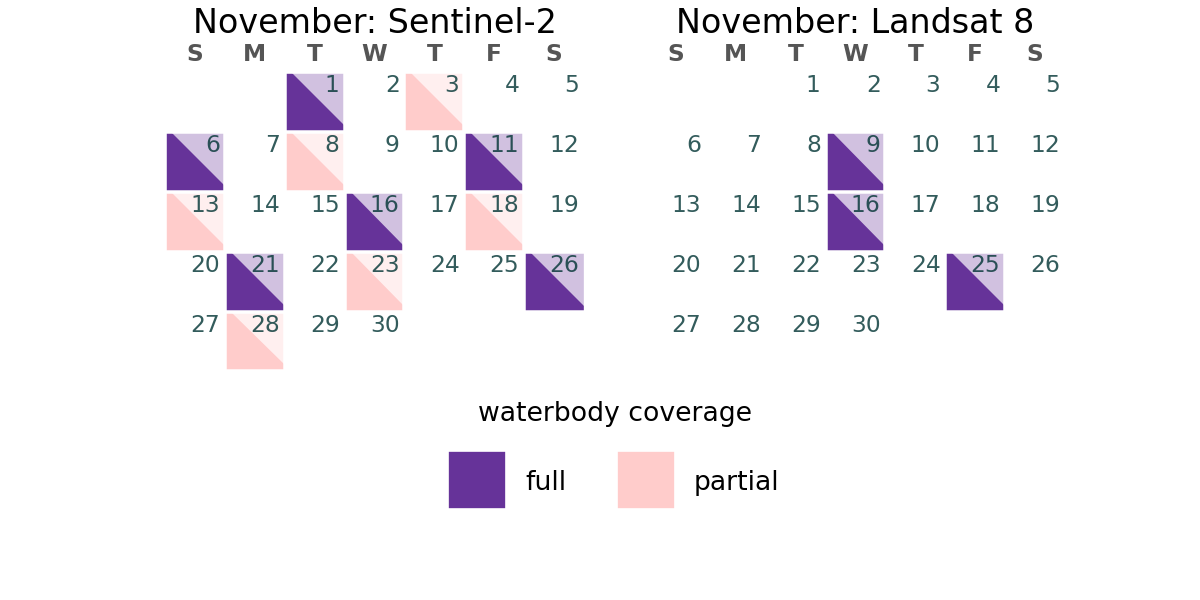 November: Sentinel-2
S M T W T F S
1 2 3 4 5
6 7 8 9 10 11 12
13 14 15 16 17 18 19
20 21 22 23 24 25 26
27 28 29 30
November: Landsat 8
S M T W T F S
1 2 3 4 5
6 7 8 9 10 11 12
13 14 15 16 17 18 19
20 21 22 23 24 25 26
27 28 29 30
waterbody coverage
full
partial